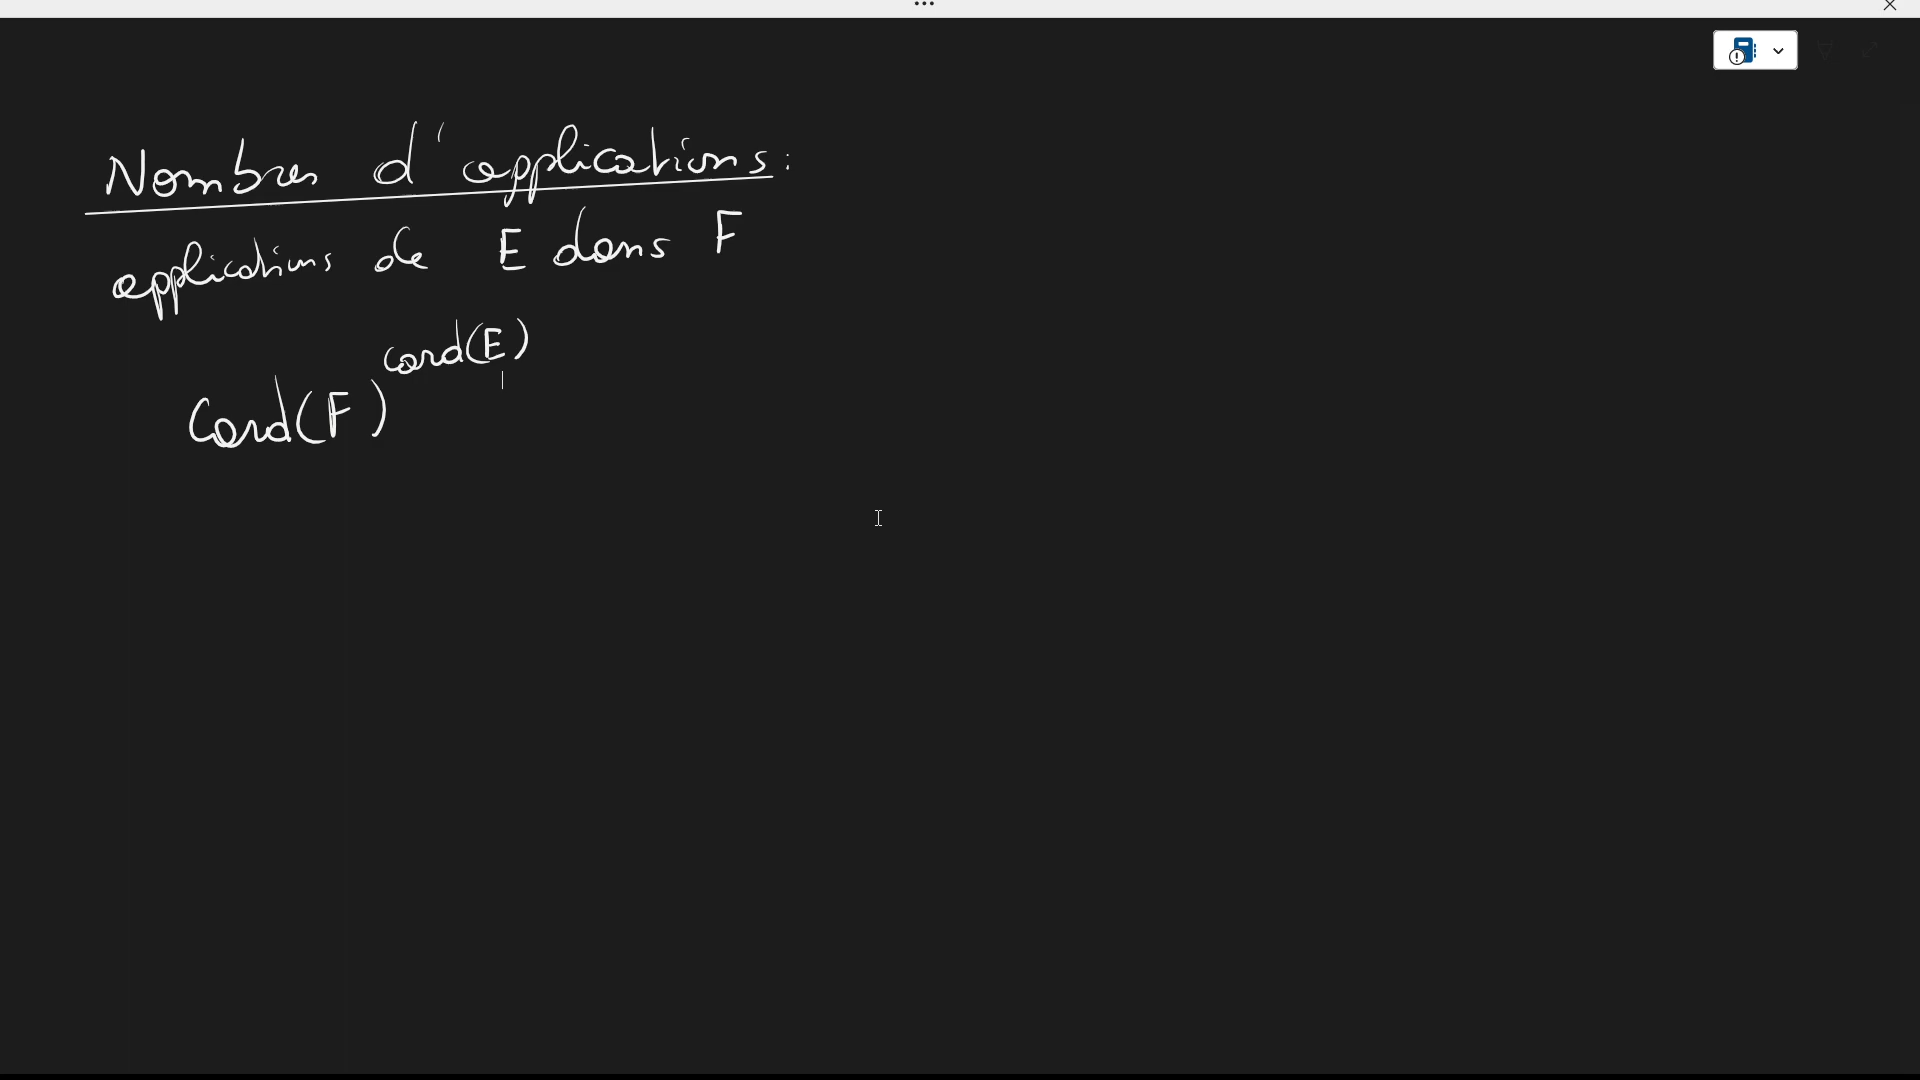 Nombres d'applications:
applications de E dans F
Card(F)^card(E)